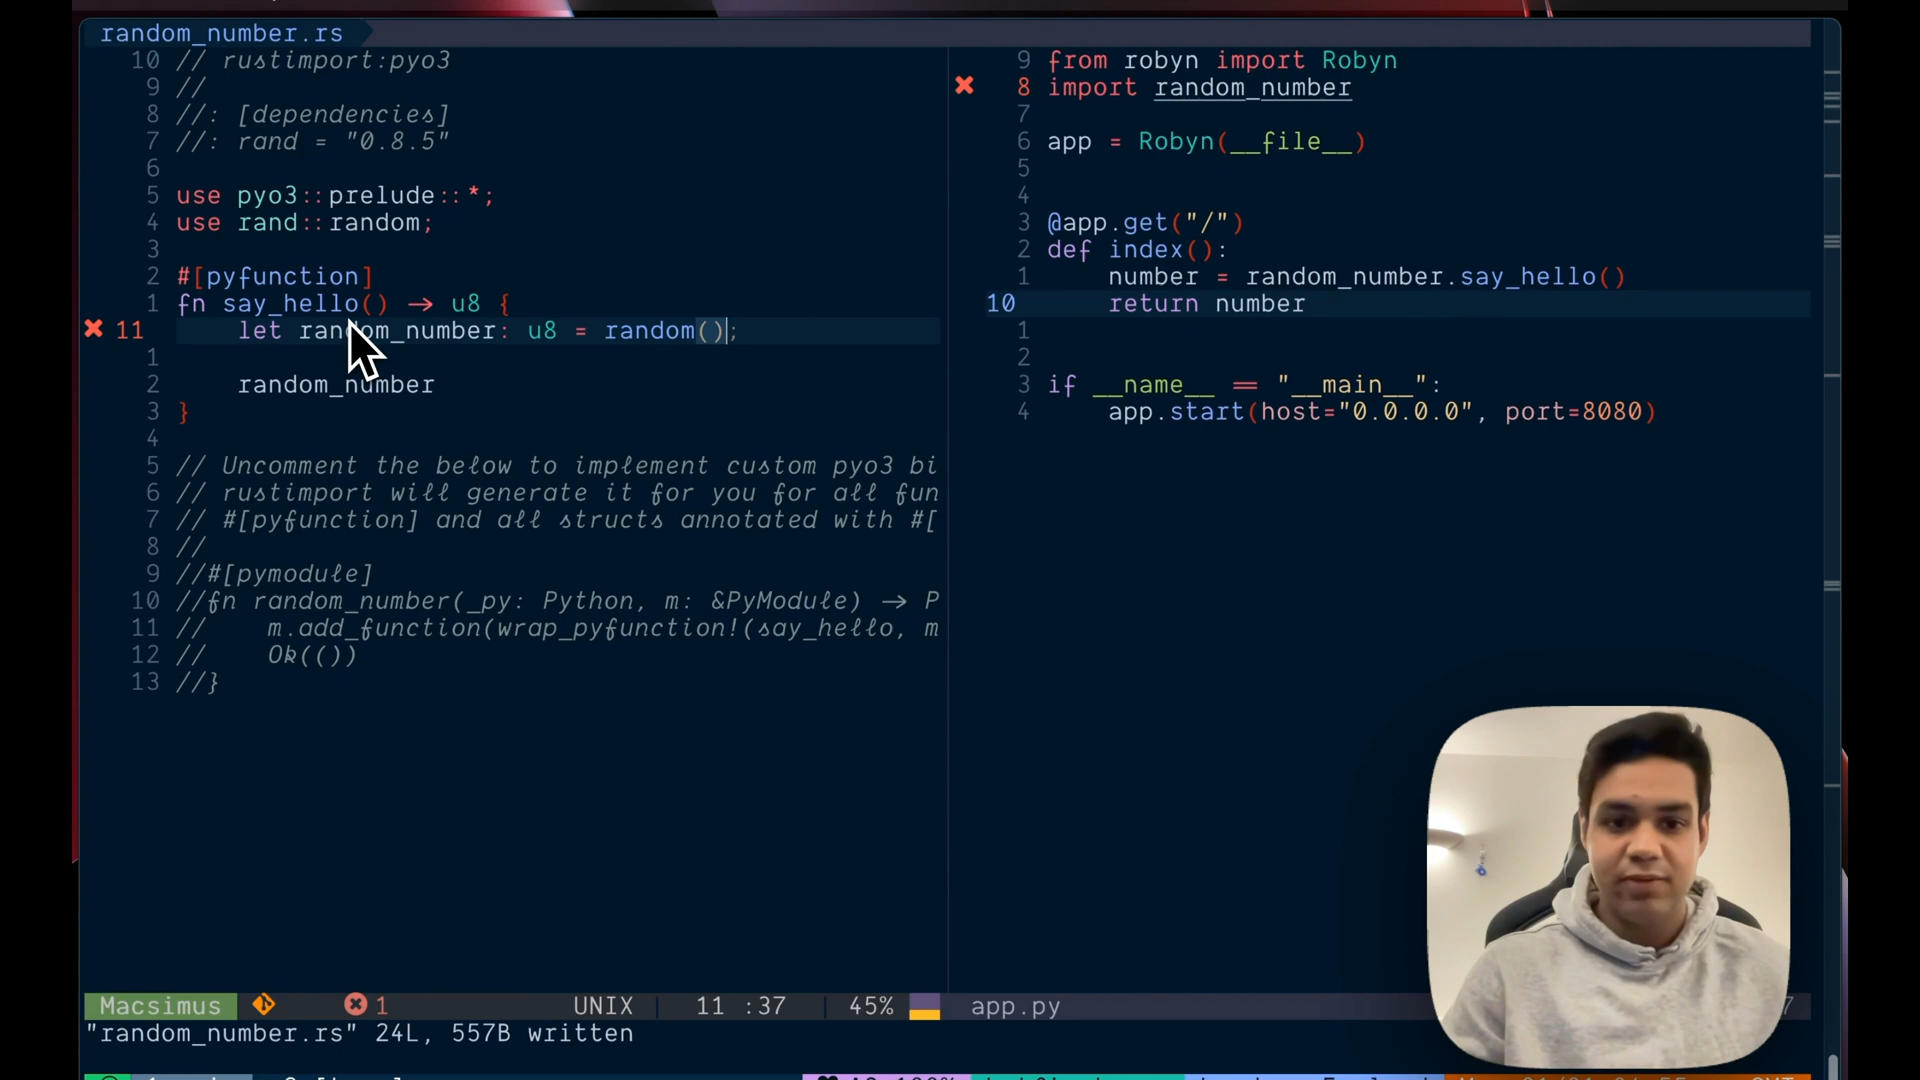 random_number.rs
10 // rustimport:pyo3
9 //
8 //: [dependencies]
7 //: rand = "0.8.5"
6
5 use pyo3::prelude::*;
4 use rand::random;
3
2 #[pyfunction]
1 fn say_hello() -> u8 {
11 let random_number: u8 = random();
1
2 random_number
3 }
4
5 // Uncomment the below to implement custom pyo3 bi
6 // rustimport will generate it for you for all fun
7 // #[pyfunction] and all structs annotated with #[
8 //
9 //#[pymodule]
10 //fn random_number(_py: Python, m: &PyModule) -> P
11 // m.add_function(wrap_pyfunction!(say_hello, m
12 // Ok(())
13 //}
9 from robyn import Robyn
8 import random_number
7
6 app = Robyn(__file__)
5
4
3 @app.get("/")
2 def index():
1 number = random_number.say_hello()
10 return number
1
2
3 if __name__ == "__main__":
4 app.start(host="0.0.0.0", port=8080)
Macsimus 1 UNIX 11 :37 45% app.py
"random_number.rs" 24L, 557B written